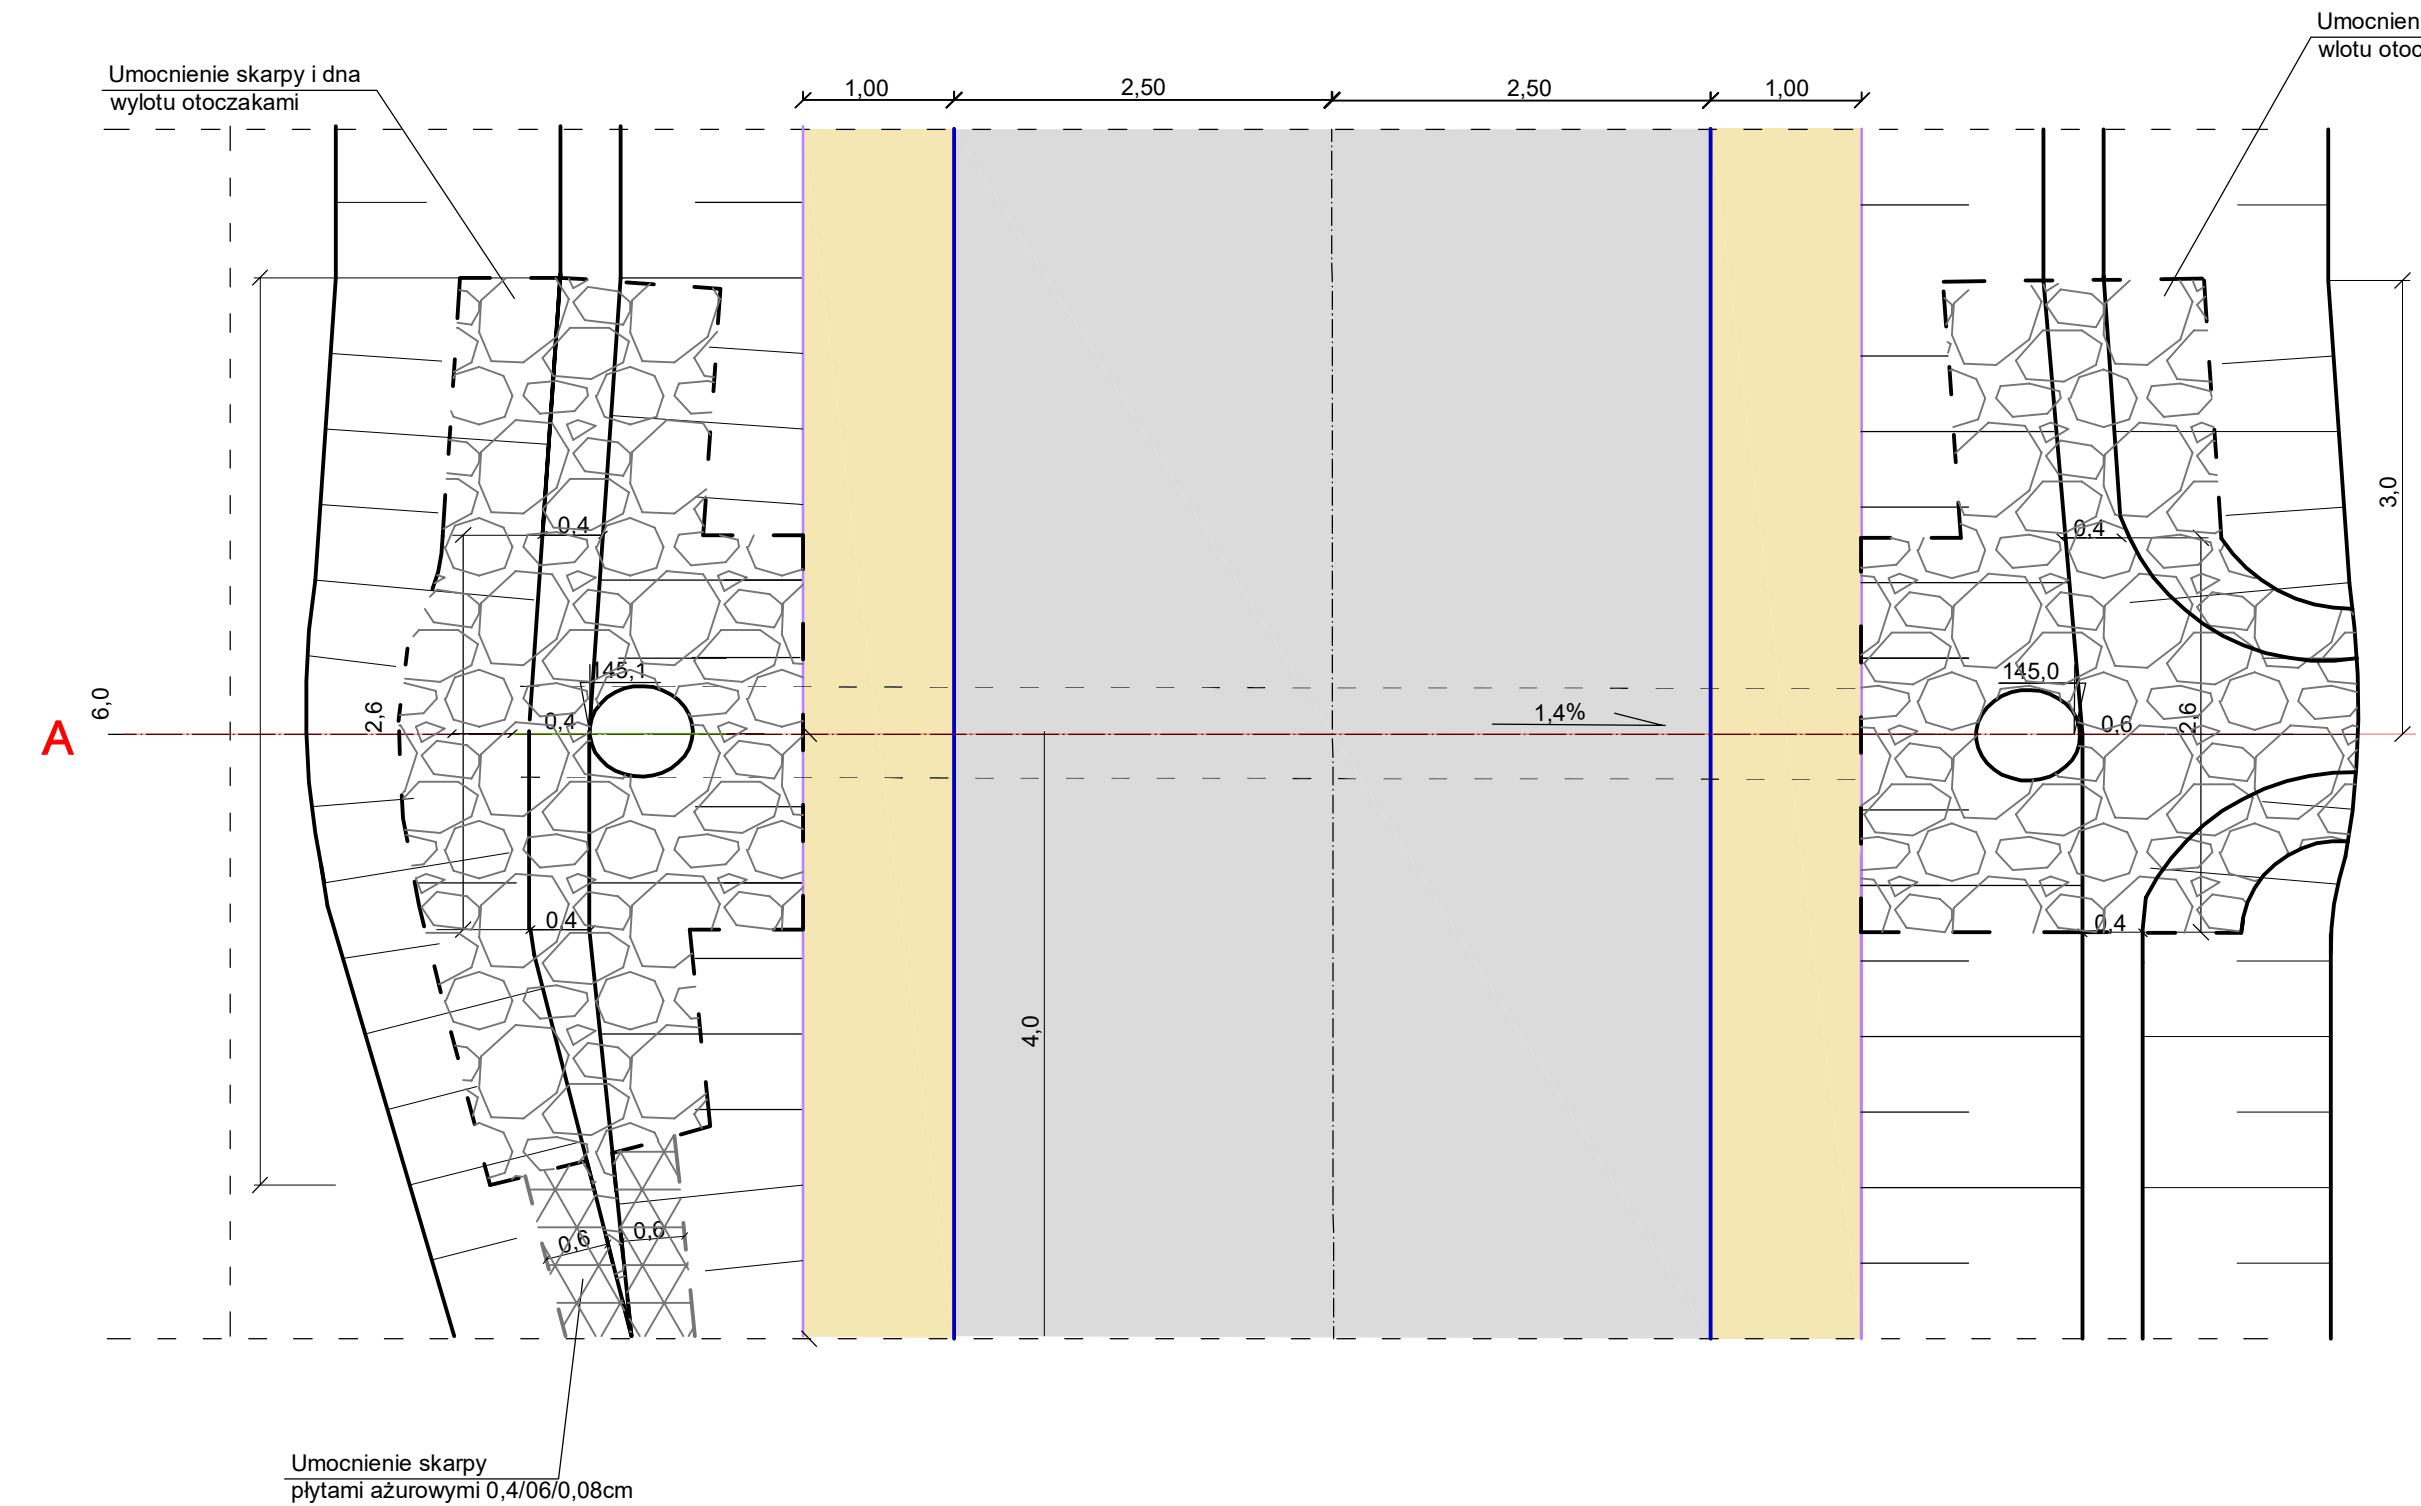 Umocnien
wlotu otoc
Umocnienie skarpy i dna
wylotu otoczakami
1,00
2,50
2,50
1,00
3,0
0,4
0,4
145,1
145,0
6,0
2,6
0,4
1,4%
0,6
2,6
A
0,4
0,4
4,0
0,6
0,6
Umocnienie skarpy
płytami ażurowymi 0,4/06/0,08cm